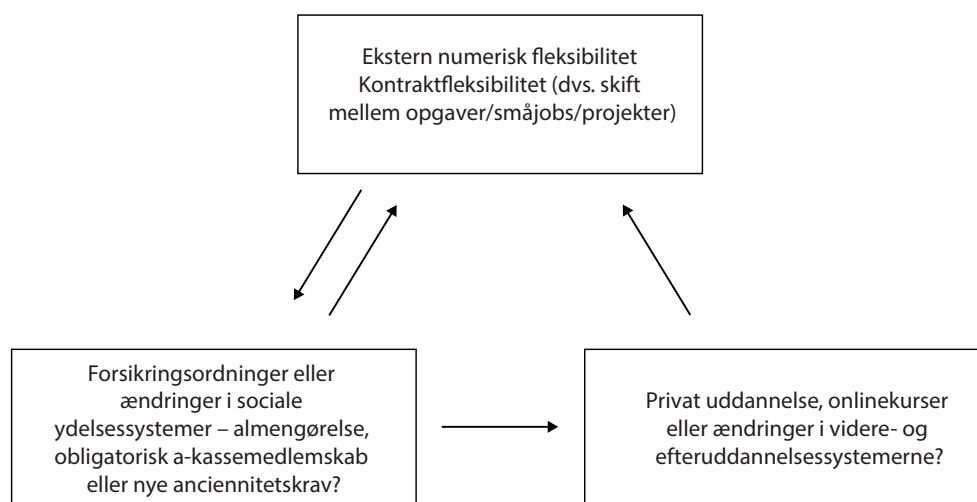 Ekstern numerisk fleksibilitet
Kontraktfleksibilitet (dvs. skift
mellem opgaver/småjobs/projekter)
Forsikringsordninger eller
ændringer i sociale
ydelsessystemer – almengørelse,
obligatorisk a-kassemedlemskab
eller nye anciennitetskrav?
Privat uddannelse, onlinekurser
eller ændringer i videre- og
efteruddannelsessystemerne?